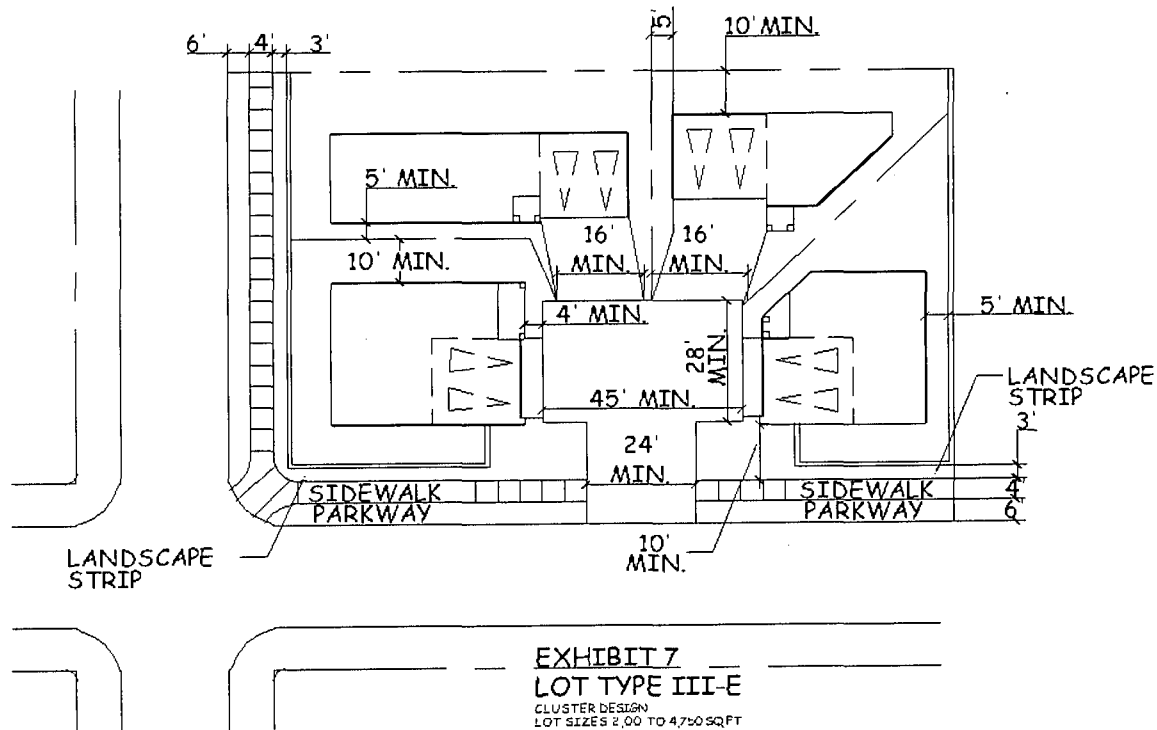 6' 4' 3'
5'
10' MIN.
5' MIN.
10' MIN.
16'
MIN.
16'
MIN.
4' MIN.
28'
MIN.
45' MIN.
5' MIN.
LANDSCAPE
STRIP
3'
24'
MIN.
SIDEWALK
PARKWAY
SIDEWALK
PARKWAY
4'
6'
10'
MIN.
LANDSCAPE
STRIP
EXHIBIT 7
LOT TYPE III-E
CLUSTER DESIGN
LOT SIZES 2,00 TO 4,750 SQ FT